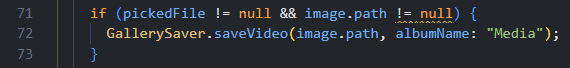 71 if (pickedFile != null && image.path != null) {
72 GallerySaver.saveVideo(image.path, albumName: "Media");
73 }